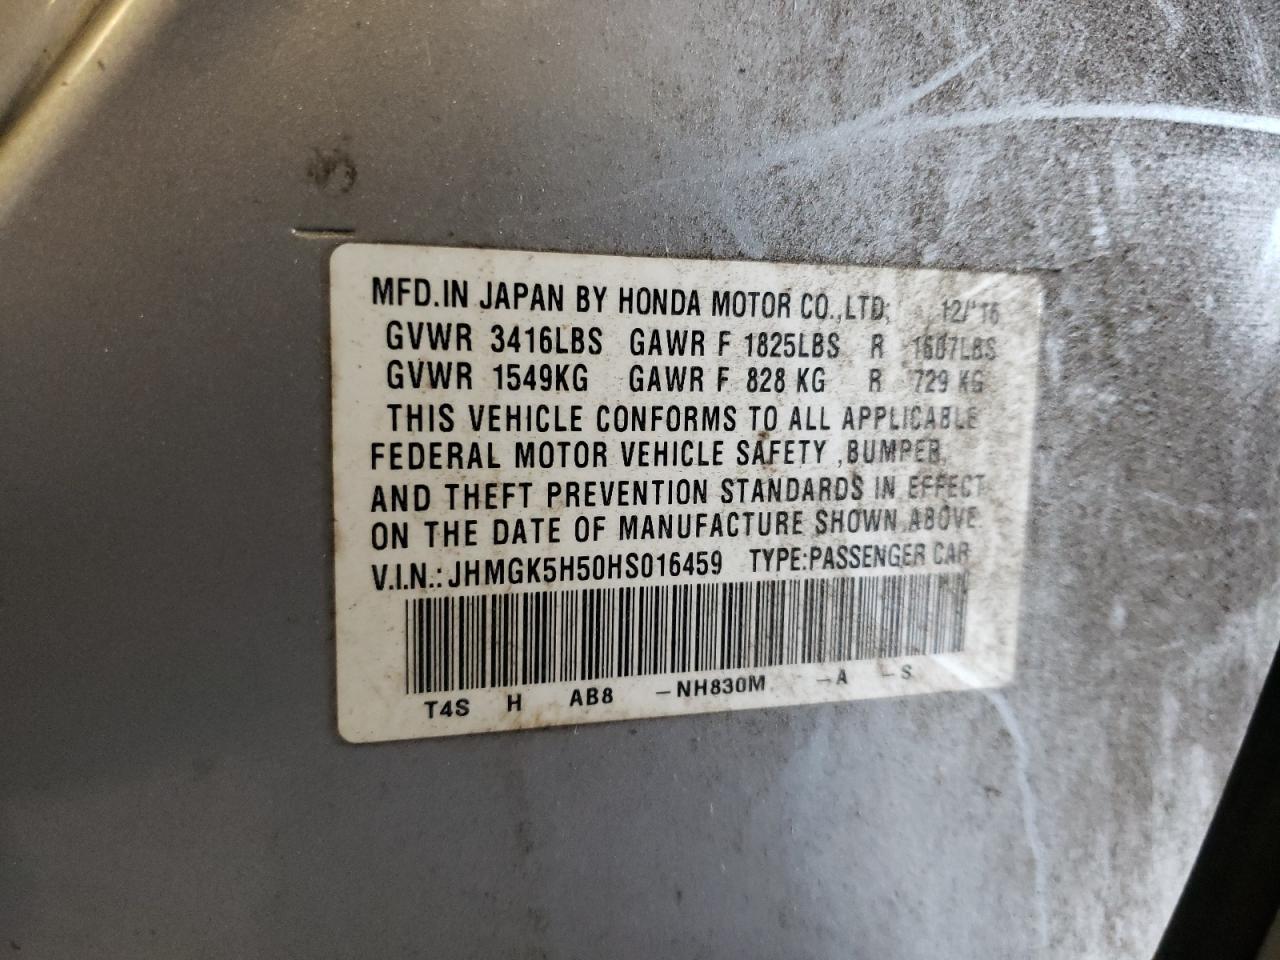 MFD.IN JAPAN BY HONDA MOTOR CO.,LTD; 12/'16
GVWR 3416LBS GAWR F 1825LBS R 1607LBS
GVWR 1549KG GAWR F 828 KG R 729 KG
THIS VEHICLE CONFORMS TO ALL APPLICABLE
FEDERAL MOTOR VEHICLE SAFETY ,BUMPER,
AND THEFT PREVENTION STANDARDS IN EFFECT
ON THE DATE OF MANUFACTURE SHOWN ABOVE.
V.I.N.: JHMGK5H50HS016459 TYPE:PASSENGER CAR
T4S H AB8 -NH830M -A -S